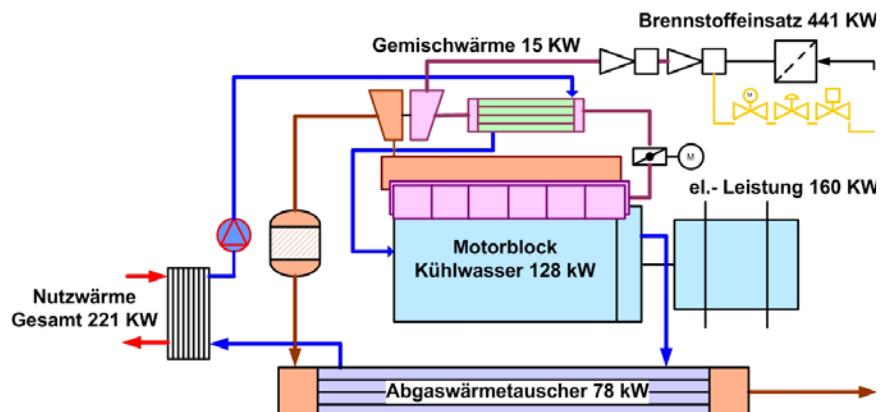 Brennstoffeinsatz 441 KW
Gemischwärme 15 KW
M
M
el.- Leistung 160 KW
Motorblock
Kühlwasser 128 kW
Nutzwärme
Gesamt 221 KW
Abgaswärmetauscher 78 kW